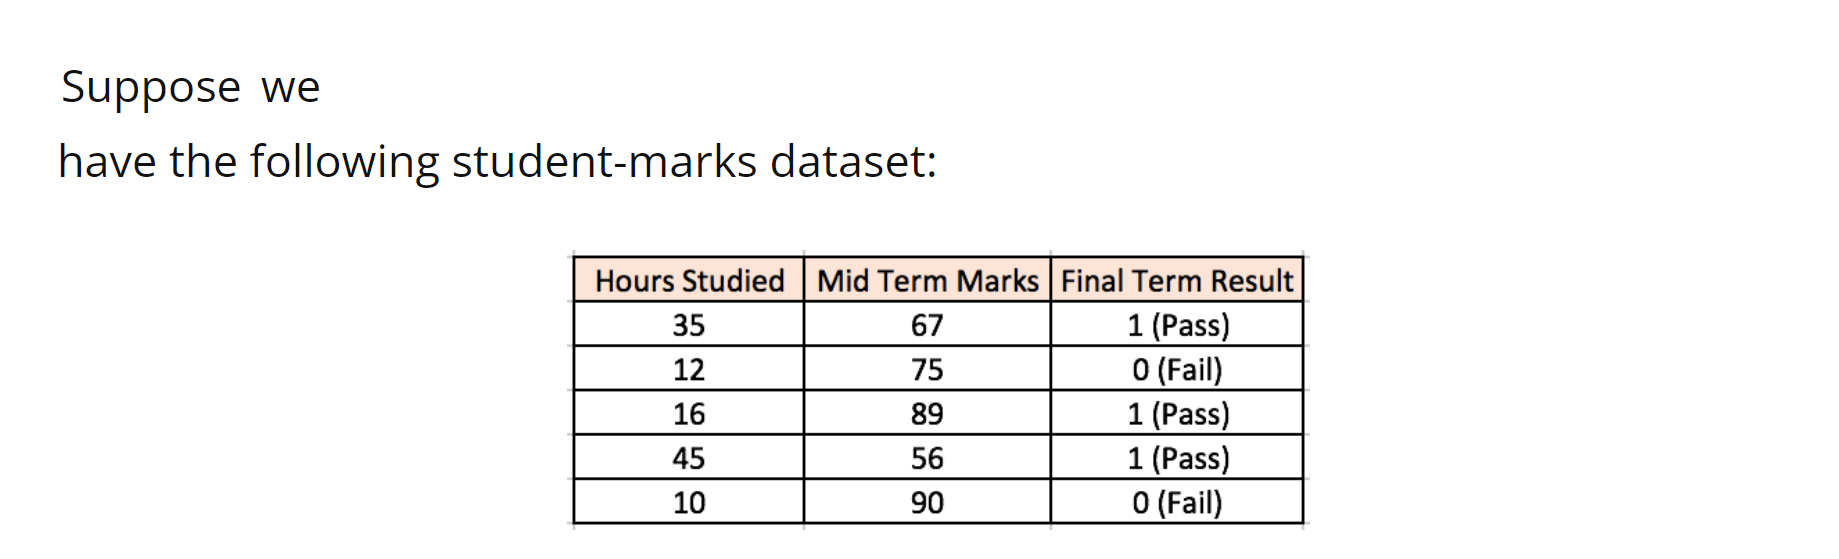 Suppose we
have the following student-marks dataset:
Hours Studied Mid Term Marks Final Term Result
35 67 1 (Pass)
12 75 0 (Fail)
16 89 1 (Pass)
45 56 1 (Pass)
10 90 0 (Fail)